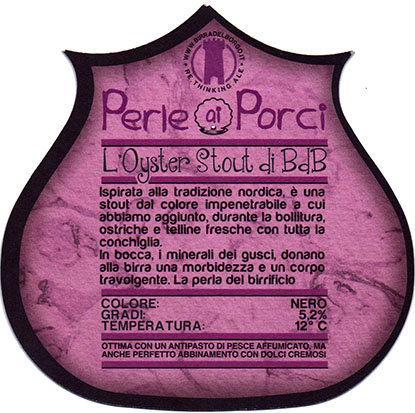 WWW.BIRRADELBORGO.IT
RE THINKING ALE
Perle ai Porci
L'Oyster Stout di BdB
Ispirata alla tradizione nordica, è una
stout dal colore impenetrabile a cui
abbiamo aggiunto, durante la bollitura,
ostriche e telline fresche con tutta la
conchiglia.
In bocca, i minerali dei gusci, donano
alla birra una morbidezza e un corpo
travolgente. La perla del birrificio
COLORE: NERO
GRADI: 5,2%
TEMPERATURA: 12° C
OTTIMA CON UN ANTIPASTO DI PESCE AFFUMICATO, MA
ANCHE PERFETTO ABBINAMENTO CON DOLCI CREMOSI